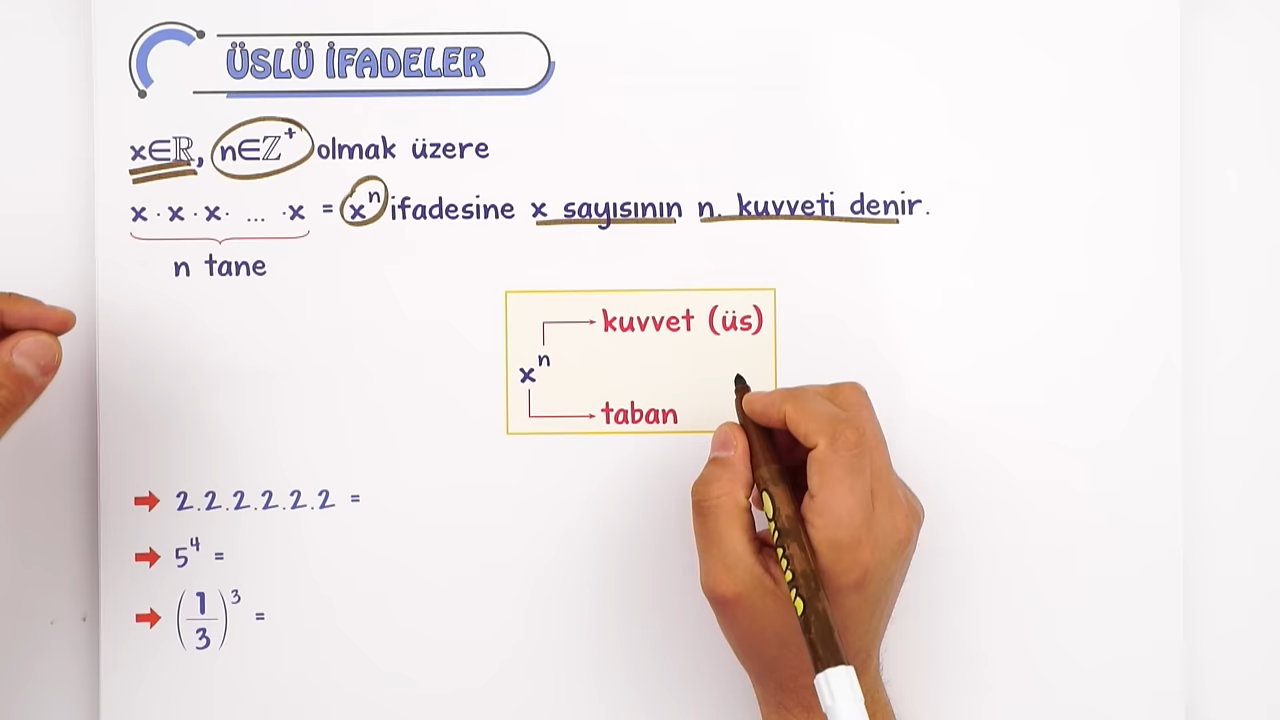 ÜSLÜ İFADELER
x∈ℝ, n∈ℤ⁺ olmak üzere
x · x · x · ... · x = xⁿ ifadesine x sayısının n. kuvveti denir.
n tane
kuvvet (üs)
xⁿ
taban
➡ 2.2.2.2.2.2 =
➡ 5⁴ =
➡ (1/3)³ =